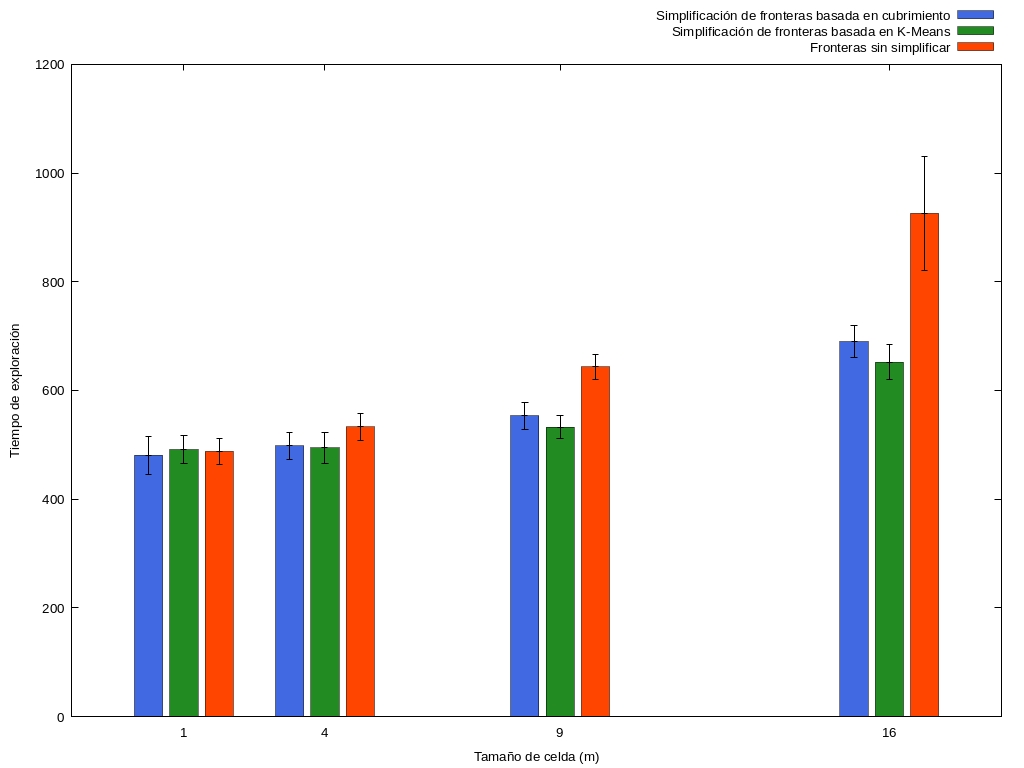 Simplificación de fronteras basada en cubrimiento
Simplificación de fronteras basada en K-Means
Fronteras sin simplificar
1200
1000
800
600
400
200
0
Tiempo de exploración
1 4 9 16
Tamaño de celda (m)